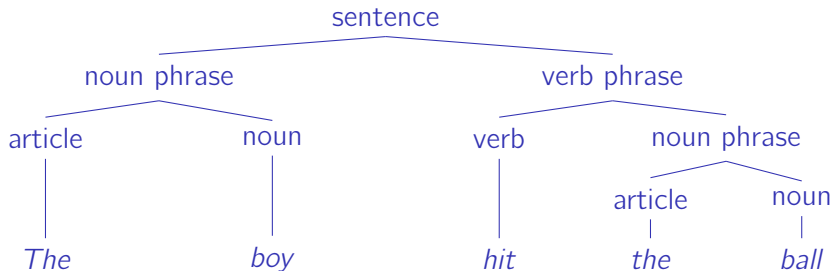 sentence
noun phrase verb phrase
article noun verb noun phrase
article noun
The boy hit the ball